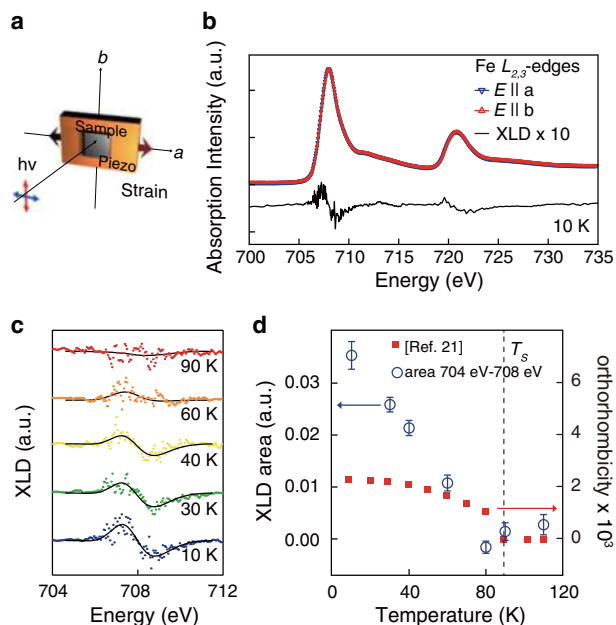 a
b
Sample
Piezo
a
hν
Strain
b
Absorption Intensity (a.u.)
Fe L2,3-edges
E || a
E || b
XLD x 10
10 K
700 705 710 715 720 725 730 735
Energy (eV)
c
XLD (a.u.)
90 K
60 K
40 K
30 K
10 K
704 708 712
Energy (eV)
d
[Ref. 21]
area 704 eV-708 eV
TS
XLD area (a.u.)
0.03
0.02
0.01
0.00
orthorhombicity x 10³
6
4
2
0
0 40 80 120
Temperature (K)